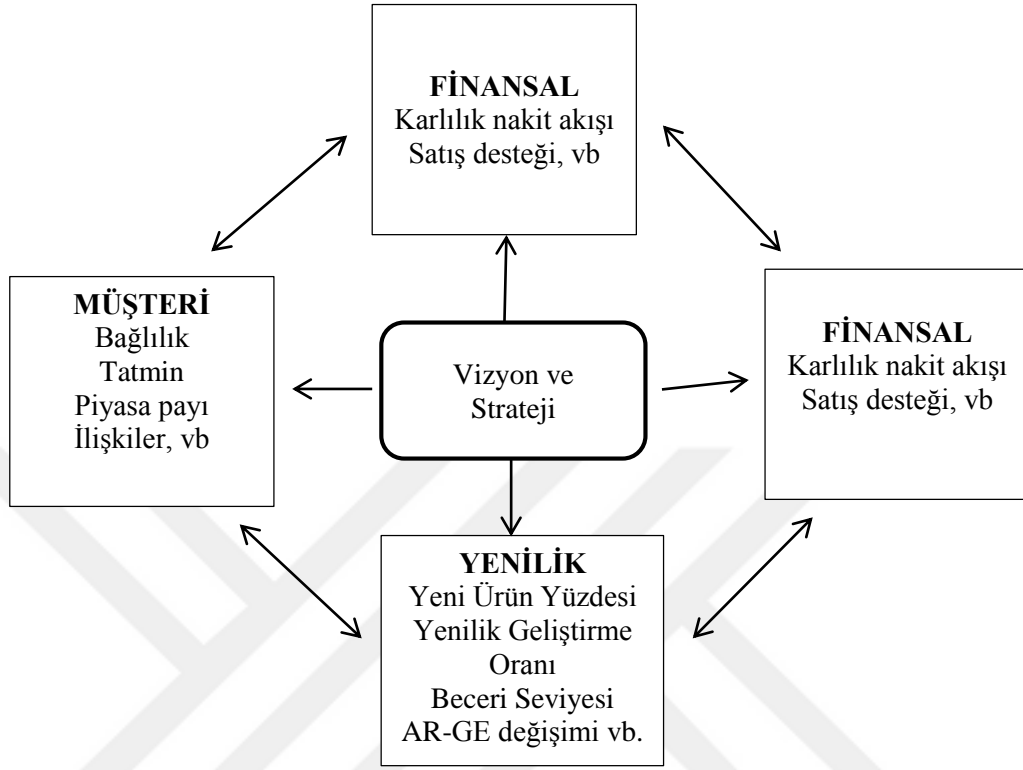 FİNANSAL
Karlılık nakit akışı
Satış desteği, vb
MÜŞTERİ
Bağlılık
Tatmin
Piyasa payı
İlişkiler, vb
Vizyon ve
Strateji
FİNANSAL
Karlılık nakit akışı
Satış desteği, vb
YENİLİK
Yeni Ürün Yüzdesi
Yenilik Geliştirme
Oranı
Beceri Seviyesi
AR-GE değişimi vb.